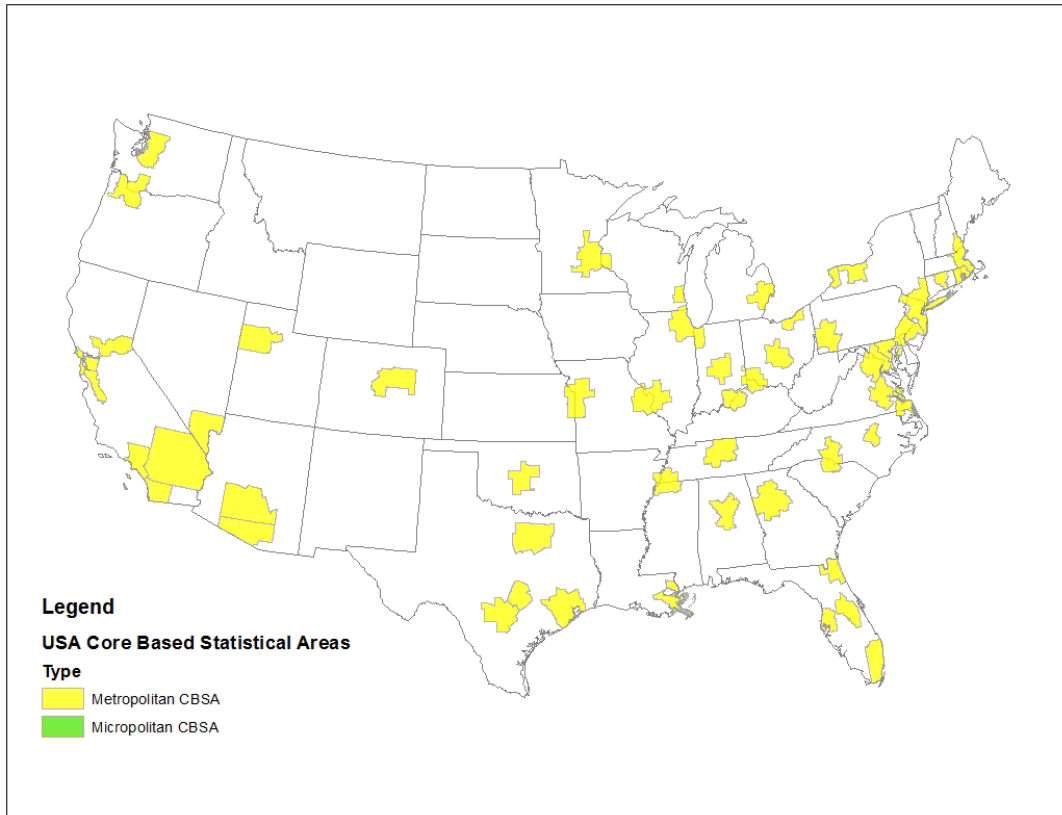 Legend
USA Core Based Statistical Areas
Type
Metropolitan CBSA
Micropolitan CBSA